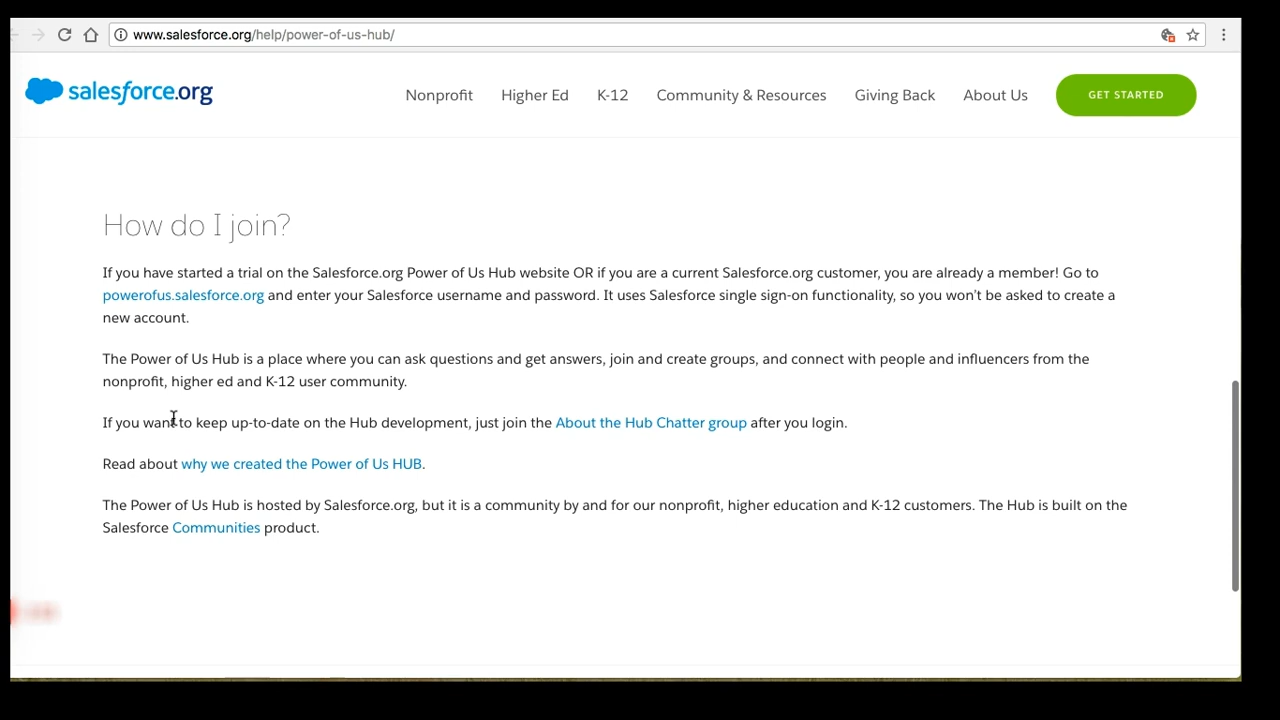 www.salesforce.org/help/power-of-us-hub/
salesforce.org
Nonprofit Higher Ed K-12 Community & Resources Giving Back About Us GET STARTED
How do I join?
If you have started a trial on the Salesforce.org Power of Us Hub website OR if you are a current Salesforce.org customer, you are already a member! Go to
powerofus.salesforce.org and enter your Salesforce username and password. It uses Salesforce single sign-on functionality, so you won't be asked to create a
new account.
The Power of Us Hub is a place where you can ask questions and get answers, join and create groups, and connect with people and influencers from the
nonprofit, higher ed and K-12 user community.
If you want to keep up-to-date on the Hub development, just join the About the Hub Chatter group after you login.
Read about why we created the Power of Us HUB.
The Power of Us Hub is hosted by Salesforce.org, but it is a community by and for our nonprofit, higher education and K-12 customers. The Hub is built on the
Salesforce Communities product.